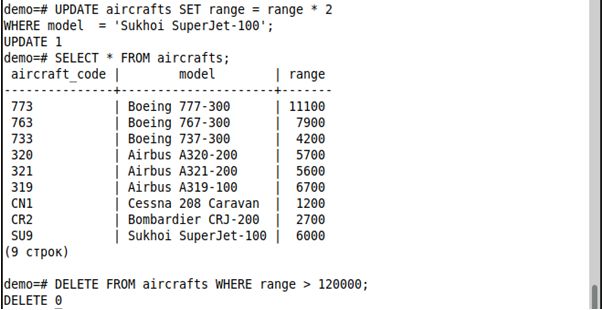 demo=# UPDATE aircrafts SET range = range * 2
WHERE model  = 'Sukhoi SuperJet-100';
UPDATE 1
demo=# SELECT * FROM aircrafts;
 aircraft_code |        model        | range
---------------+---------------------+-------
 773           | Boeing 777-300      | 11100
 763           | Boeing 767-300      |  7900
 733           | Boeing 737-300      |  4200
 320           | Airbus A320-200     |  5700
 321           | Airbus A321-200     |  5600
 319           | Airbus A319-100     |  6700
 CN1           | Cessna 208 Caravan  |  1200
 CR2           | Bombardier CRJ-200  |  2700
 SU9           | Sukhoi SuperJet-100 |  6000
(9 строк)

demo=# DELETE FROM aircrafts WHERE range > 120000;
DELETE 0